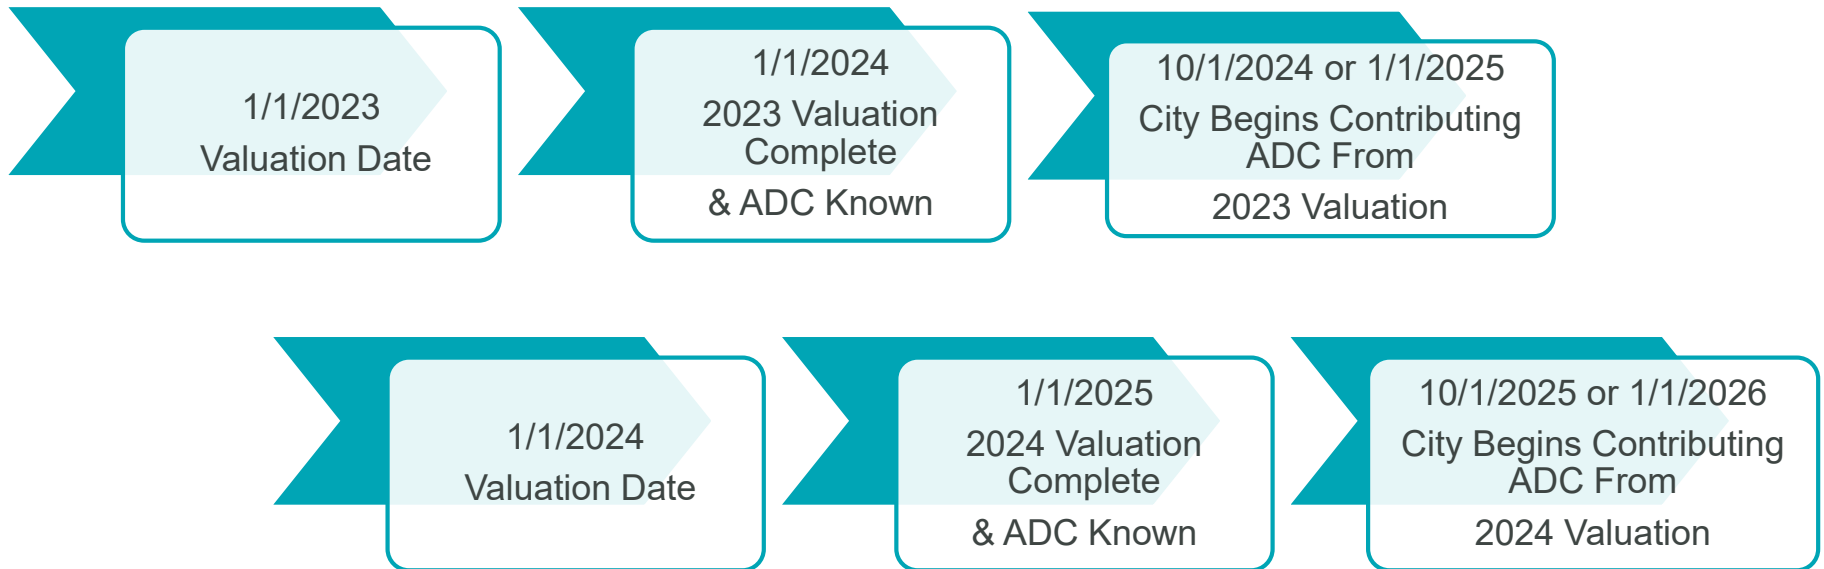 1/1/2023
Valuation Date
1/1/2024
2023 Valuation
Complete
& ADC Known
10/1/2024 or 1/1/2025
City Begins Contributing
ADC From
2023 Valuation
1/1/2024
Valuation Date
1/1/2025
2024 Valuation
Complete
& ADC Known
10/1/2025 or 1/1/2026
City Begins Contributing
ADC From
2024 Valuation